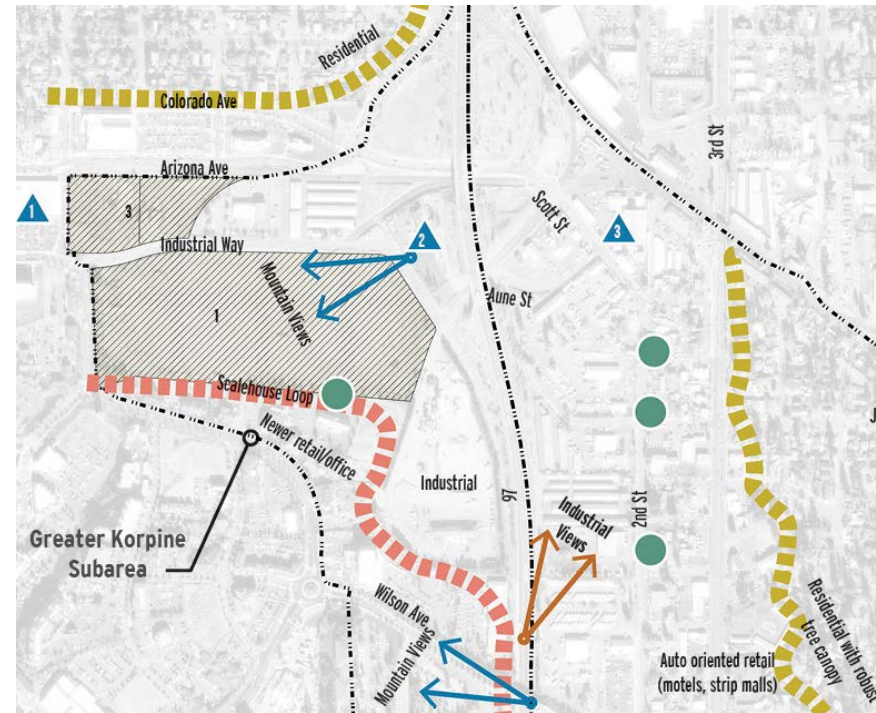 Residential
Colorado Ave
3rd St
Arizona Ave
1
3
Scott St
3
2
Industrial Way
Mountain Views
Aune St
1
Scalehouse Loop
Newer retail/office
Industrial
97
Industrial
Views
2nd St
Greater Korpine
Subarea
Wilson Ave
Mountain Views
Auto oriented retail
(motels, strip malls)
Residential with robust
tree canopy
J